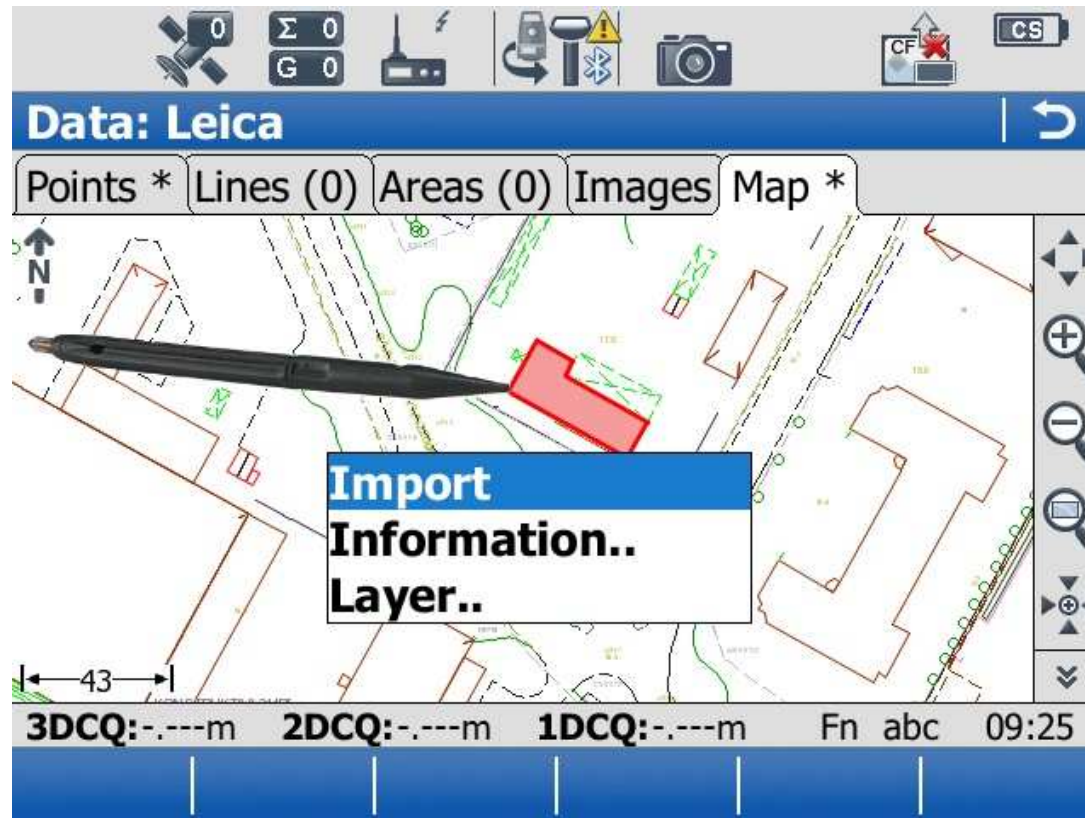 0
Σ 0
G 0
CF
CS
Data: Leica
Points *
Lines (0)
Areas (0)
Images
Map *
N
Import
Information..
Layer..
43
3DCQ:-.---m 2DCQ:-.---m 1DCQ:-.---m Fn abc 09:25